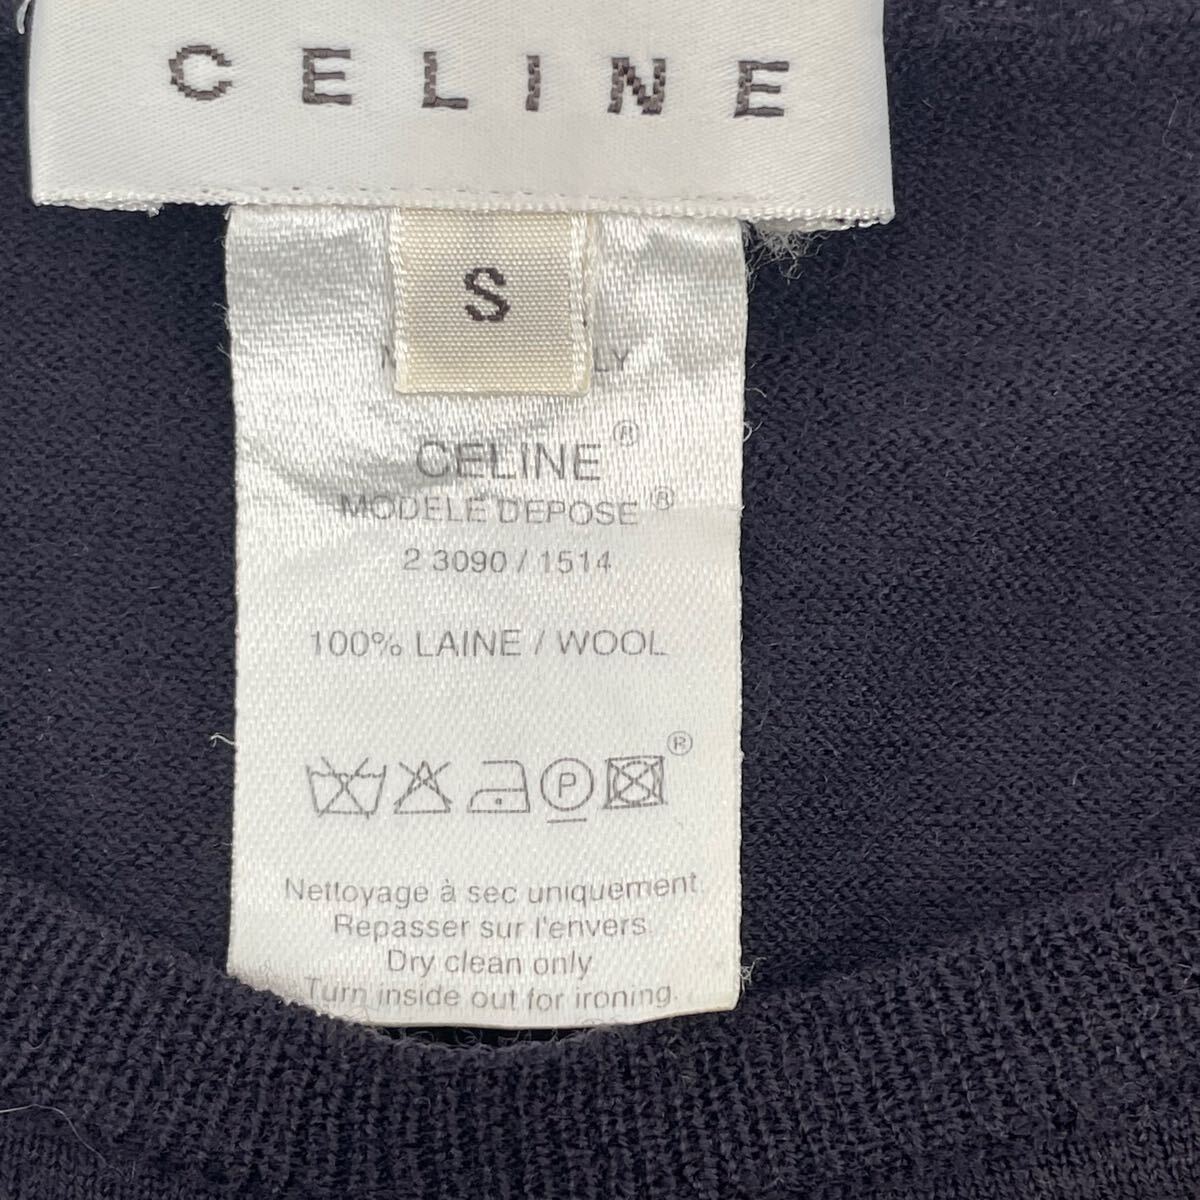 CELINE
S
CELINE®
MODELE DEPOSE®
2 3090 / 1514
100% LAINE / WOOL
P ®
Nettoyage à sec uniquement.
Repasser sur l'envers.
Dry clean only
Turn inside out for ironing.